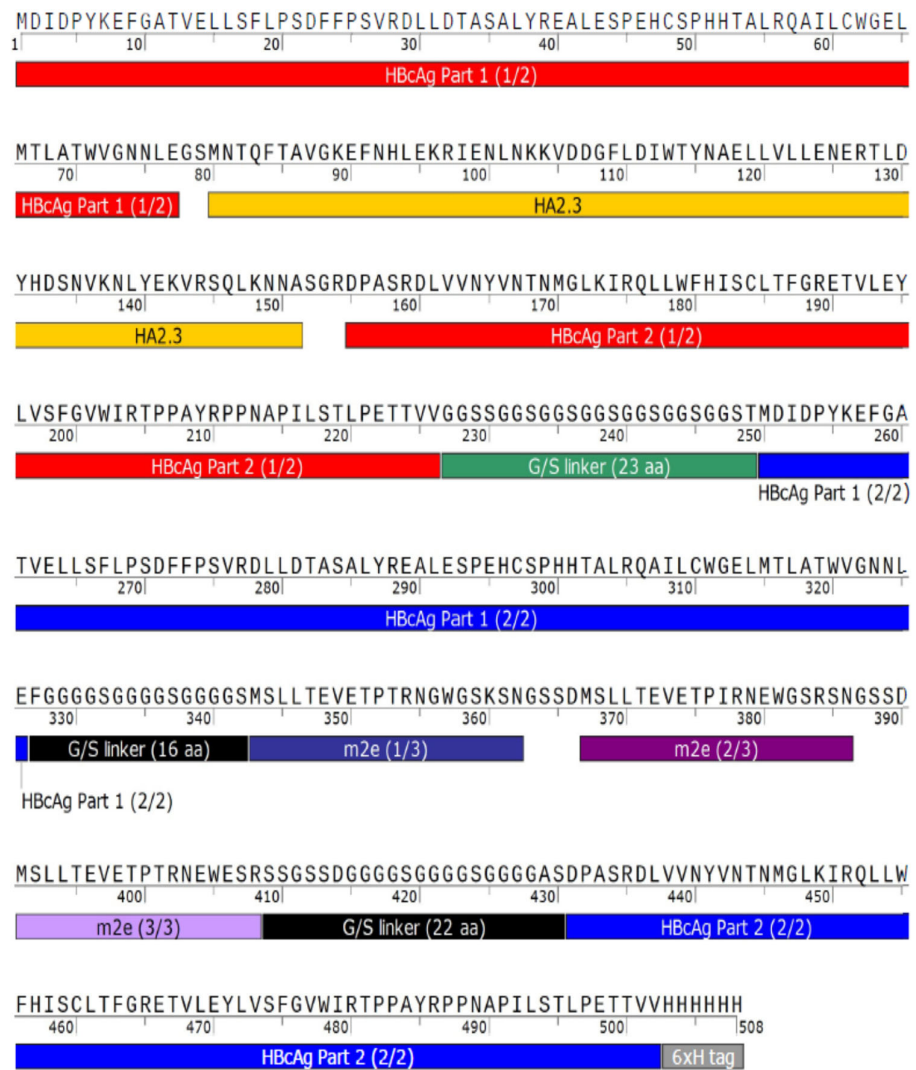 MDIDPYKEFGATVELLSFLPSDFFPSVRDLLDTASALYREALESPEHCSPHHTALRQAILCWGEL
1 10 20 30 40 50 60
HBcAg Part 1 (1/2)
MTLATWVGNNLEGSMNTQFTAVGKEFNHLEKRIENLNKKVDDGFLDIWTYNAELLVLLENERTLD
70 80 90 100 110 120 130
HBcAg Part 1 (1/2) HA2.3
YHDSNVKNLYEKVRSQLKNNASGRDPASRDLVVNYVNTNMGLKIRQLLWFHISCLTFGRETVLEY
140 150 160 170 180 190
HA2.3 HBcAg Part 2 (1/2)
LVSFGVWIRTPPAYRPPNAPILSTLPETTVVGGSSGGSGGSGGSGGSGGSGGSTMDIDPYKEFGA
200 210 220 230 240 250 260
HBcAg Part 2 (1/2) G/S linker (23 aa)
HBcAg Part 1 (2/2)
TVELLSFLPSDFFPSVRDLLDTASALYREALESPEHCSPHHTALRQAILCWGELMTLATWVGNNL
270 280 290 300 310 320
HBcAg Part 1 (2/2)
EFGGGGSGGGGSGGGGSMSLLTEVETPTRNGWGSKSNGSSDMSLLTEVETPIRNEWGSRSNGSSD
330 340 350 360 370 380 390
G/S linker (16 aa) m2e (1/3) m2e (2/3)
HBcAg Part 1 (2/2)
MSLLTEVETPTRNEWESRSSGSSDGGGGSGGGGSGGGGASDPASRDLVVNYVNTNMGLKIRQLLW
400 410 420 430 440 450
m2e (3/3) G/S linker (22 aa) HBcAg Part 2 (2/2)
FHISCLTFGRETVLEYLVSFGVWIRTPPAYRPPNAPILSTLPETTVVHHHHHH
460 470 480 490 500 508
HBcAg Part 2 (2/2) 6xH tag